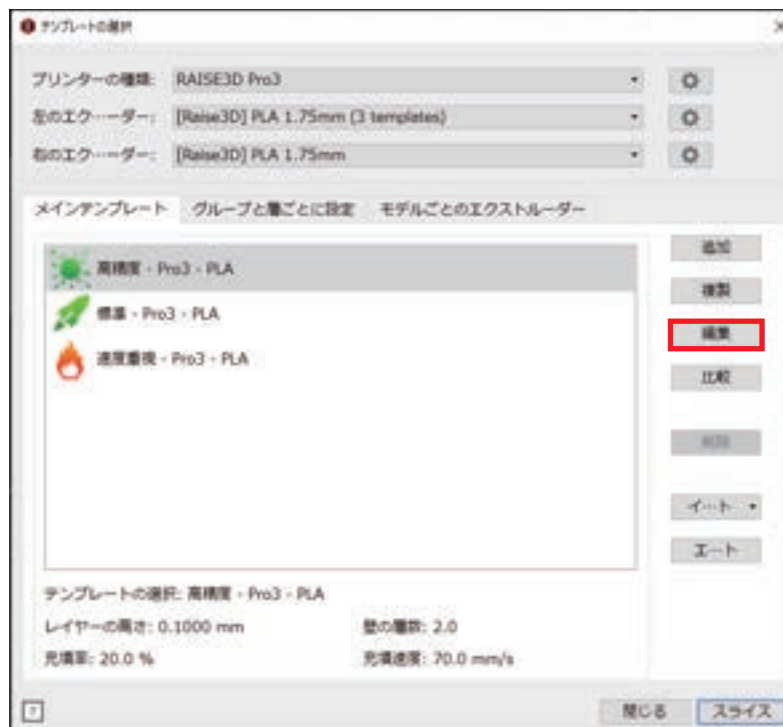 テンプレートの選択
プリンターの種類: RAISE3D Pro3
左のエク…ーダー: [Raise3D] PLA 1.75mm (3 templates)
右のエク…ーダー: [Raise3D] PLA 1.75mm
メインテンプレート グループと層ごとに設定 モデルごとのエクストルーダー
高精度 - Pro3 - PLA
標準 - Pro3 - PLA
速度重視 - Pro3 - PLA
追加
複製
編集
比較
削除
イ…ト
エ…ト
テンプレートの選択: 高精度 - Pro3 - PLA
レイヤーの高さ: 0.1000 mm 壁の層数: 2.0
充填率: 20.0 % 充填速度: 70.0 mm/s
? 閉じる スライス